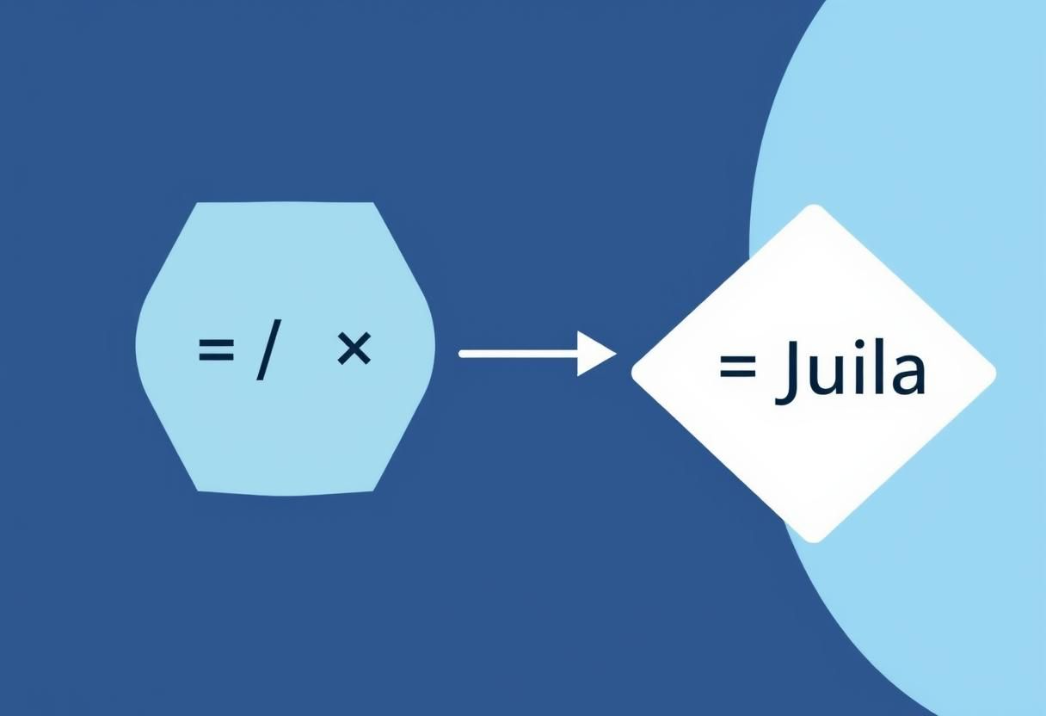 = / ×
= Juila